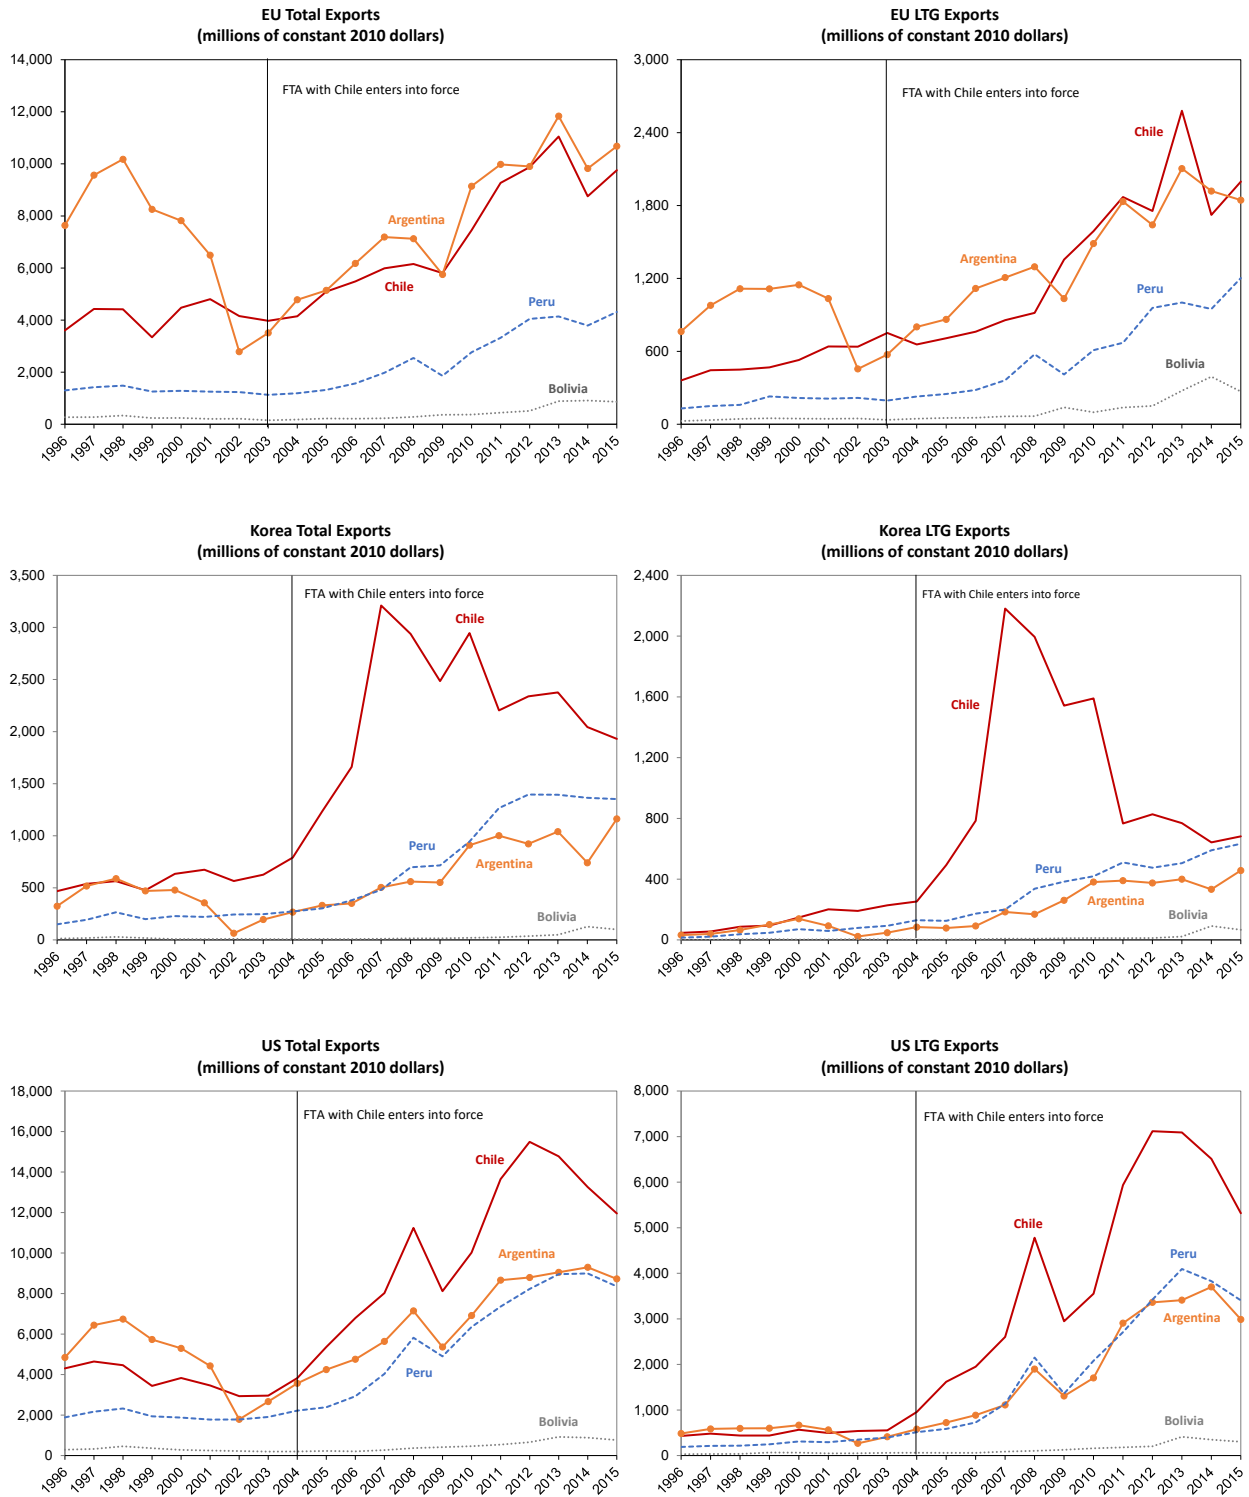 EU Total Exports
(millions of constant 2010 dollars)
14,000
12,000
10,000
8,000
6,000
4,000
2,000
0
FTA with Chile enters into force
Argentina
Chile
Peru
Bolivia
1996 1997 1998 1999 2000 2001 2002 2003 2004 2005 2006 2007 2008 2009 2010 2011 2012 2013 2014 2015
EU LTG Exports
(millions of constant 2010 dollars)
3,000
2,400
1,800
1,200
600
0
FTA with Chile enters into force
Chile
Argentina
Peru
Bolivia
1996 1997 1998 1999 2000 2001 2002 2003 2004 2005 2006 2007 2008 2009 2010 2011 2012 2013 2014 2015
Korea Total Exports
(millions of constant 2010 dollars)
3,500
3,000
2,500
2,000
1,500
1,000
500
0
FTA with Chile enters into force
Chile
Peru
Argentina
Bolivia
1996 1997 1998 1999 2000 2001 2002 2003 2004 2005 2006 2007 2008 2009 2010 2011 2012 2013 2014 2015
Korea LTG Exports
(millions of constant 2010 dollars)
2,400
2,000
1,600
1,200
800
400
0
FTA with Chile enters into force
Chile
Peru
Argentina
Bolivia
1996 1997 1998 1999 2000 2001 2002 2003 2004 2005 2006 2007 2008 2009 2010 2011 2012 2013 2014 2015
US Total Exports
(millions of constant 2010 dollars)
18,000
16,000
14,000
12,000
10,000
8,000
6,000
4,000
2,000
0
FTA with Chile enters into force
Chile
Argentina
Peru
Bolivia
1996 1997 1998 1999 2000 2001 2002 2003 2004 2005 2006 2007 2008 2009 2010 2011 2012 2013 2014 2015
US LTG Exports
(millions of constant 2010 dollars)
8,000
7,000
6,000
5,000
4,000
3,000
2,000
1,000
0
FTA with Chile enters into force
Chile
Peru
Argentina
Bolivia
1996 1997 1998 1999 2000 2001 2002 2003 2004 2005 2006 2007 2008 2009 2010 2011 2012 2013 2014 2015